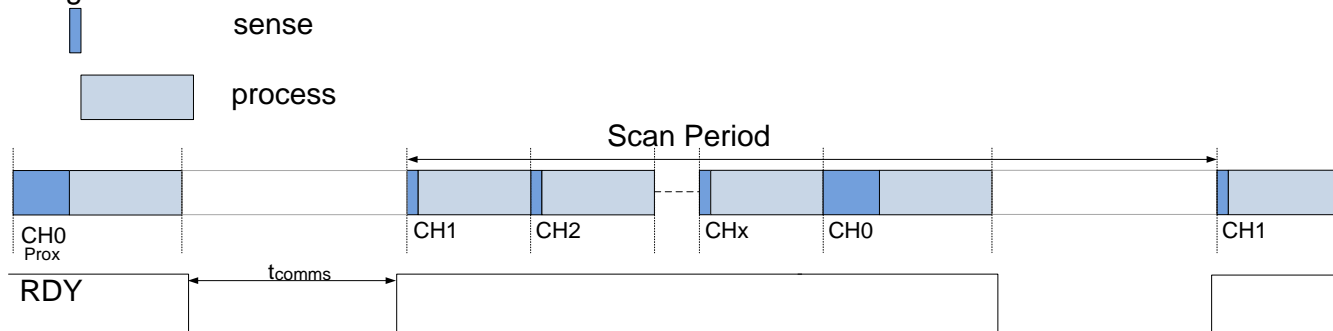 sense
process
Scan Period
CH0
Prox
CH1
CH2
CHx
CH0
CH1
RDY
tcomms